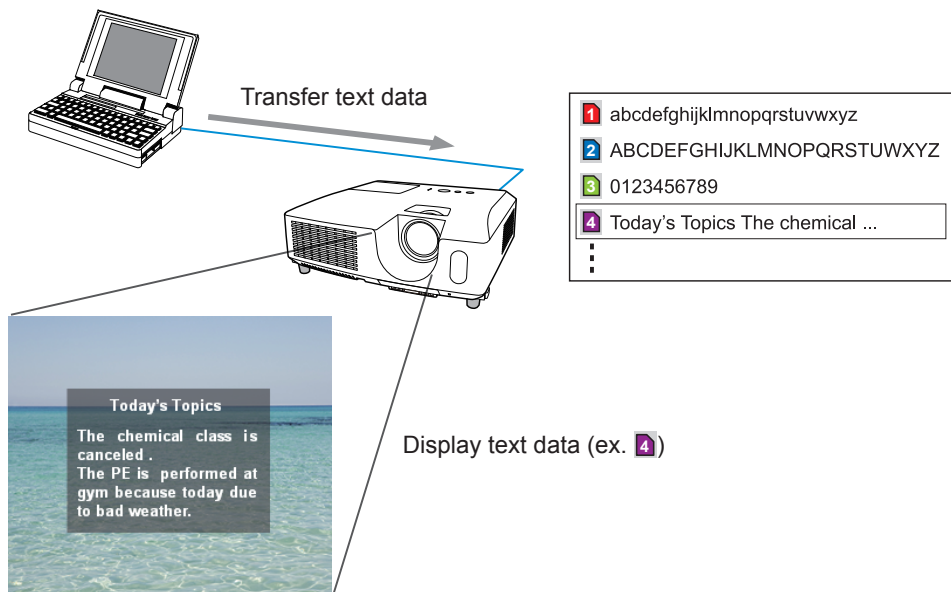 Transfer text data
1 abcdefghijklmnopqrstuvwxyz
2 ABCDEFGHIJKLMNOPQRSTUWXYZ
3 0123456789
4 Today's Topics The chemical ...
Today's Topics
The chemical class is
canceled .
The PE is performed at
gym because today due
to bad weather.
Display text data (ex. 4)